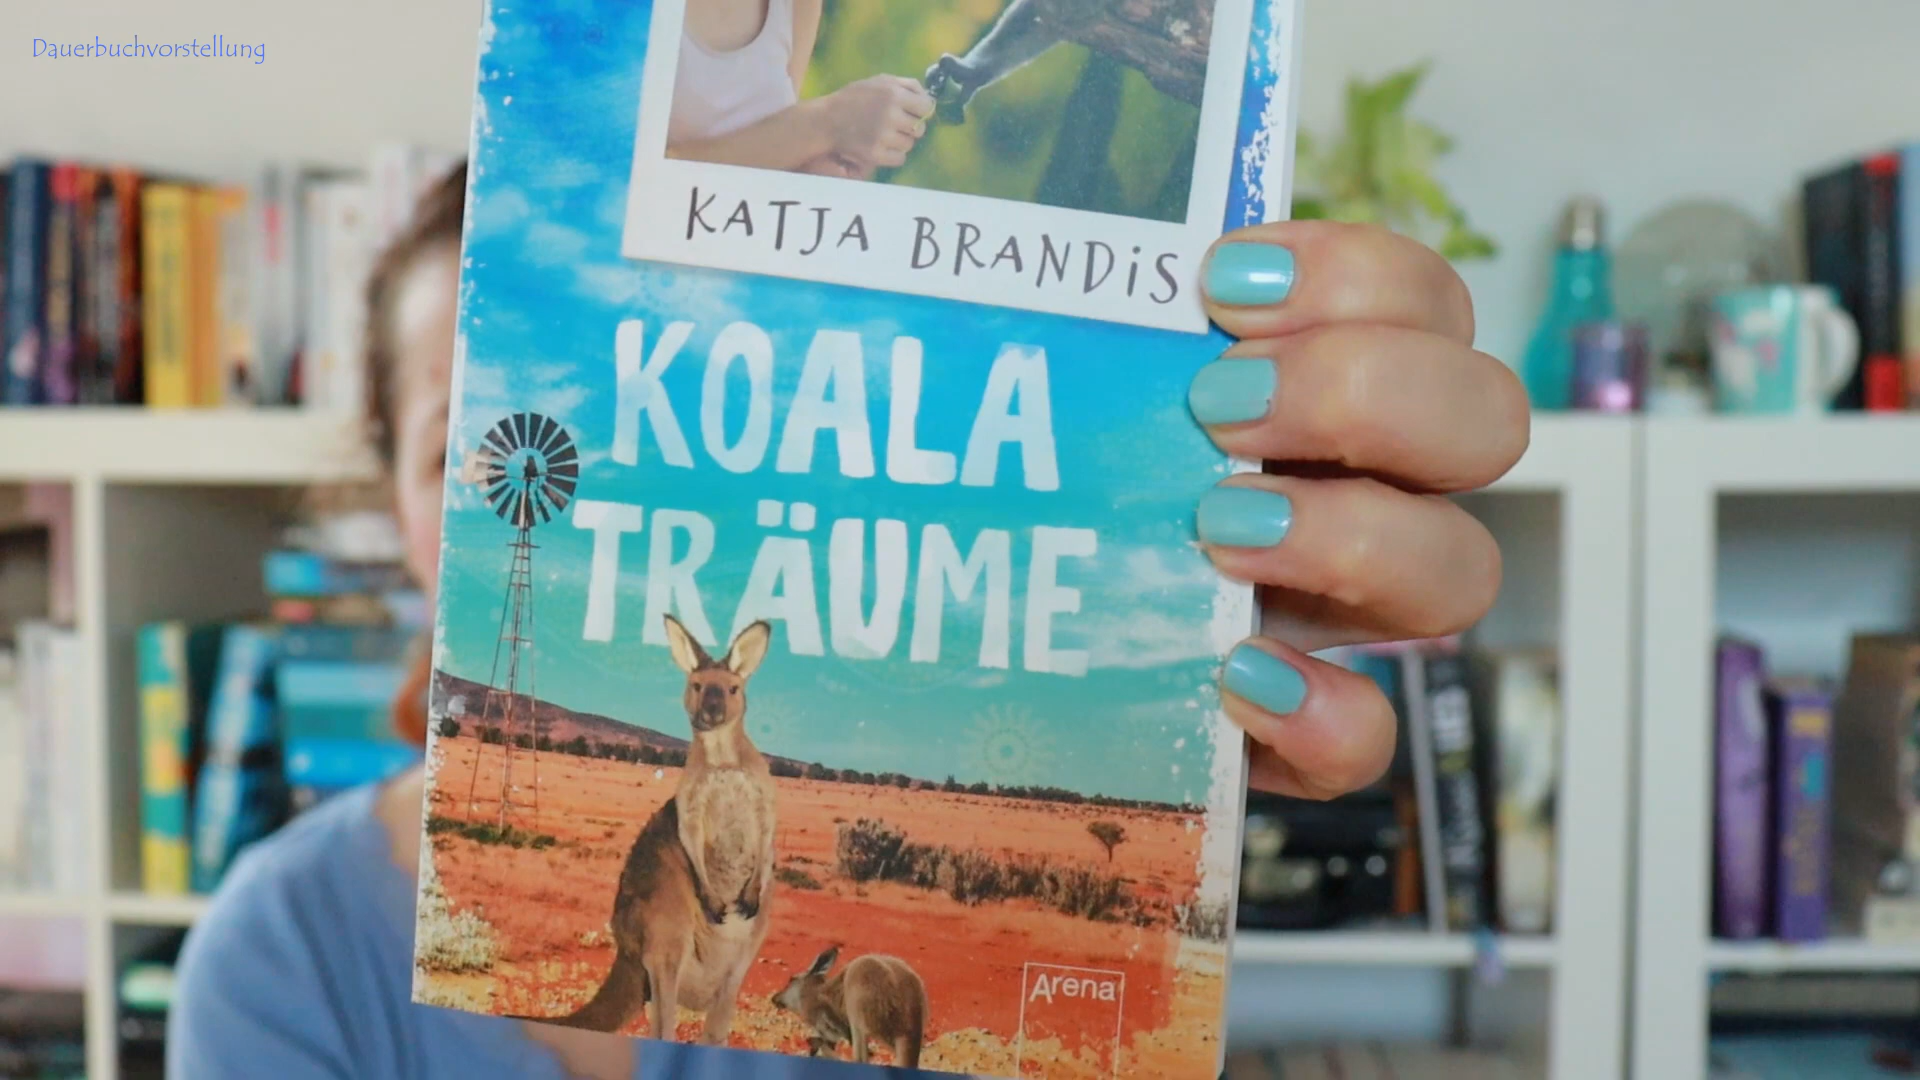 Dauerbuchvorstellung
KATJA BRANDiS
KOALA
TRÄUME
Arena